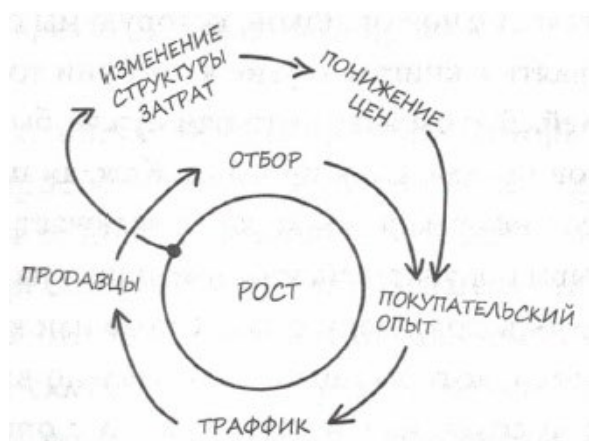 ИЗМЕНЕНИЕ
СТРУКТУРЫ
ЗАТРАТ
ПОНИЖЕНИЕ
ЦЕН
ОТБОР
ПРОДАВЦЫ
РОСТ
ПОКУПАТЕЛЬСКИЙ
ОПЫТ
ТРАФФИК